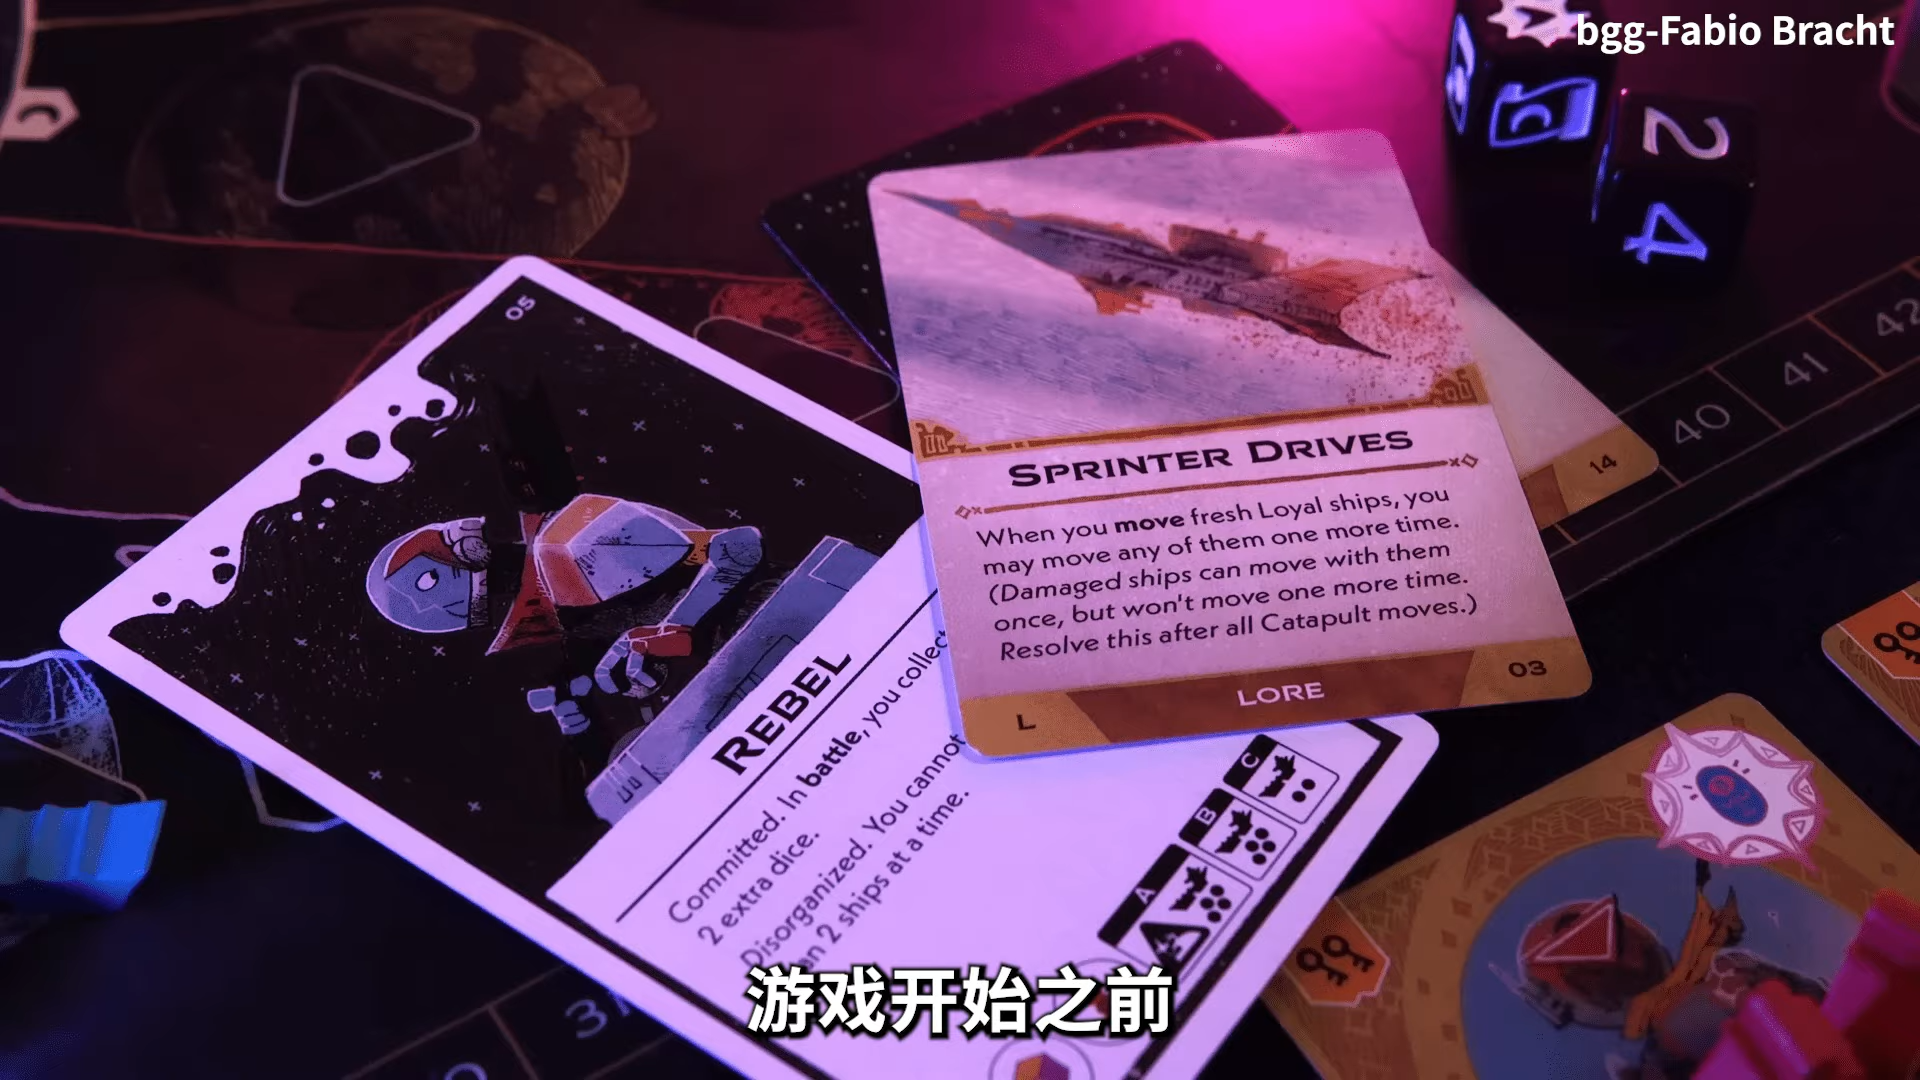 bgg-Fabio Bracht
2
4
42
41
40
14
05
SPRINTER DRIVES
When you move fresh Loyal ships, you
may move any of them one more time.
(Damaged ships can move with them
once, but won't move one more time.
Resolve this after all Catapult moves.)
L
LORE
03
REBEL
Committed. In battle, you collect
2 extra dice.
Disorganized. You cannot
2 ships at a time.
C
B
A
游戏开始之前